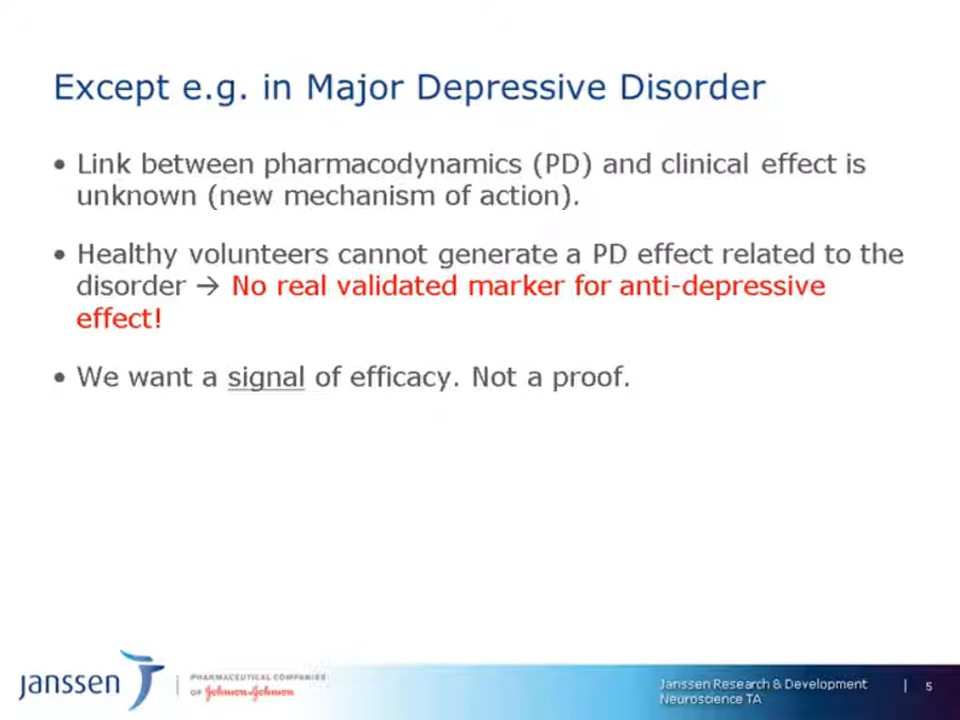 Except e.g. in Major Depressive Disorder
• Link between pharmacodynamics (PD) and clinical effect is
unknown (new mechanism of action).
• Healthy volunteers cannot generate a PD effect related to the
disorder → No real validated marker for anti-depressive
effect!
• We want a signal of efficacy. Not a proof.
janssen
PHARMACEUTICAL COMPANIES
OF Johnson & Johnson
Janssen Research & Development
Neuroscience TA
| 5